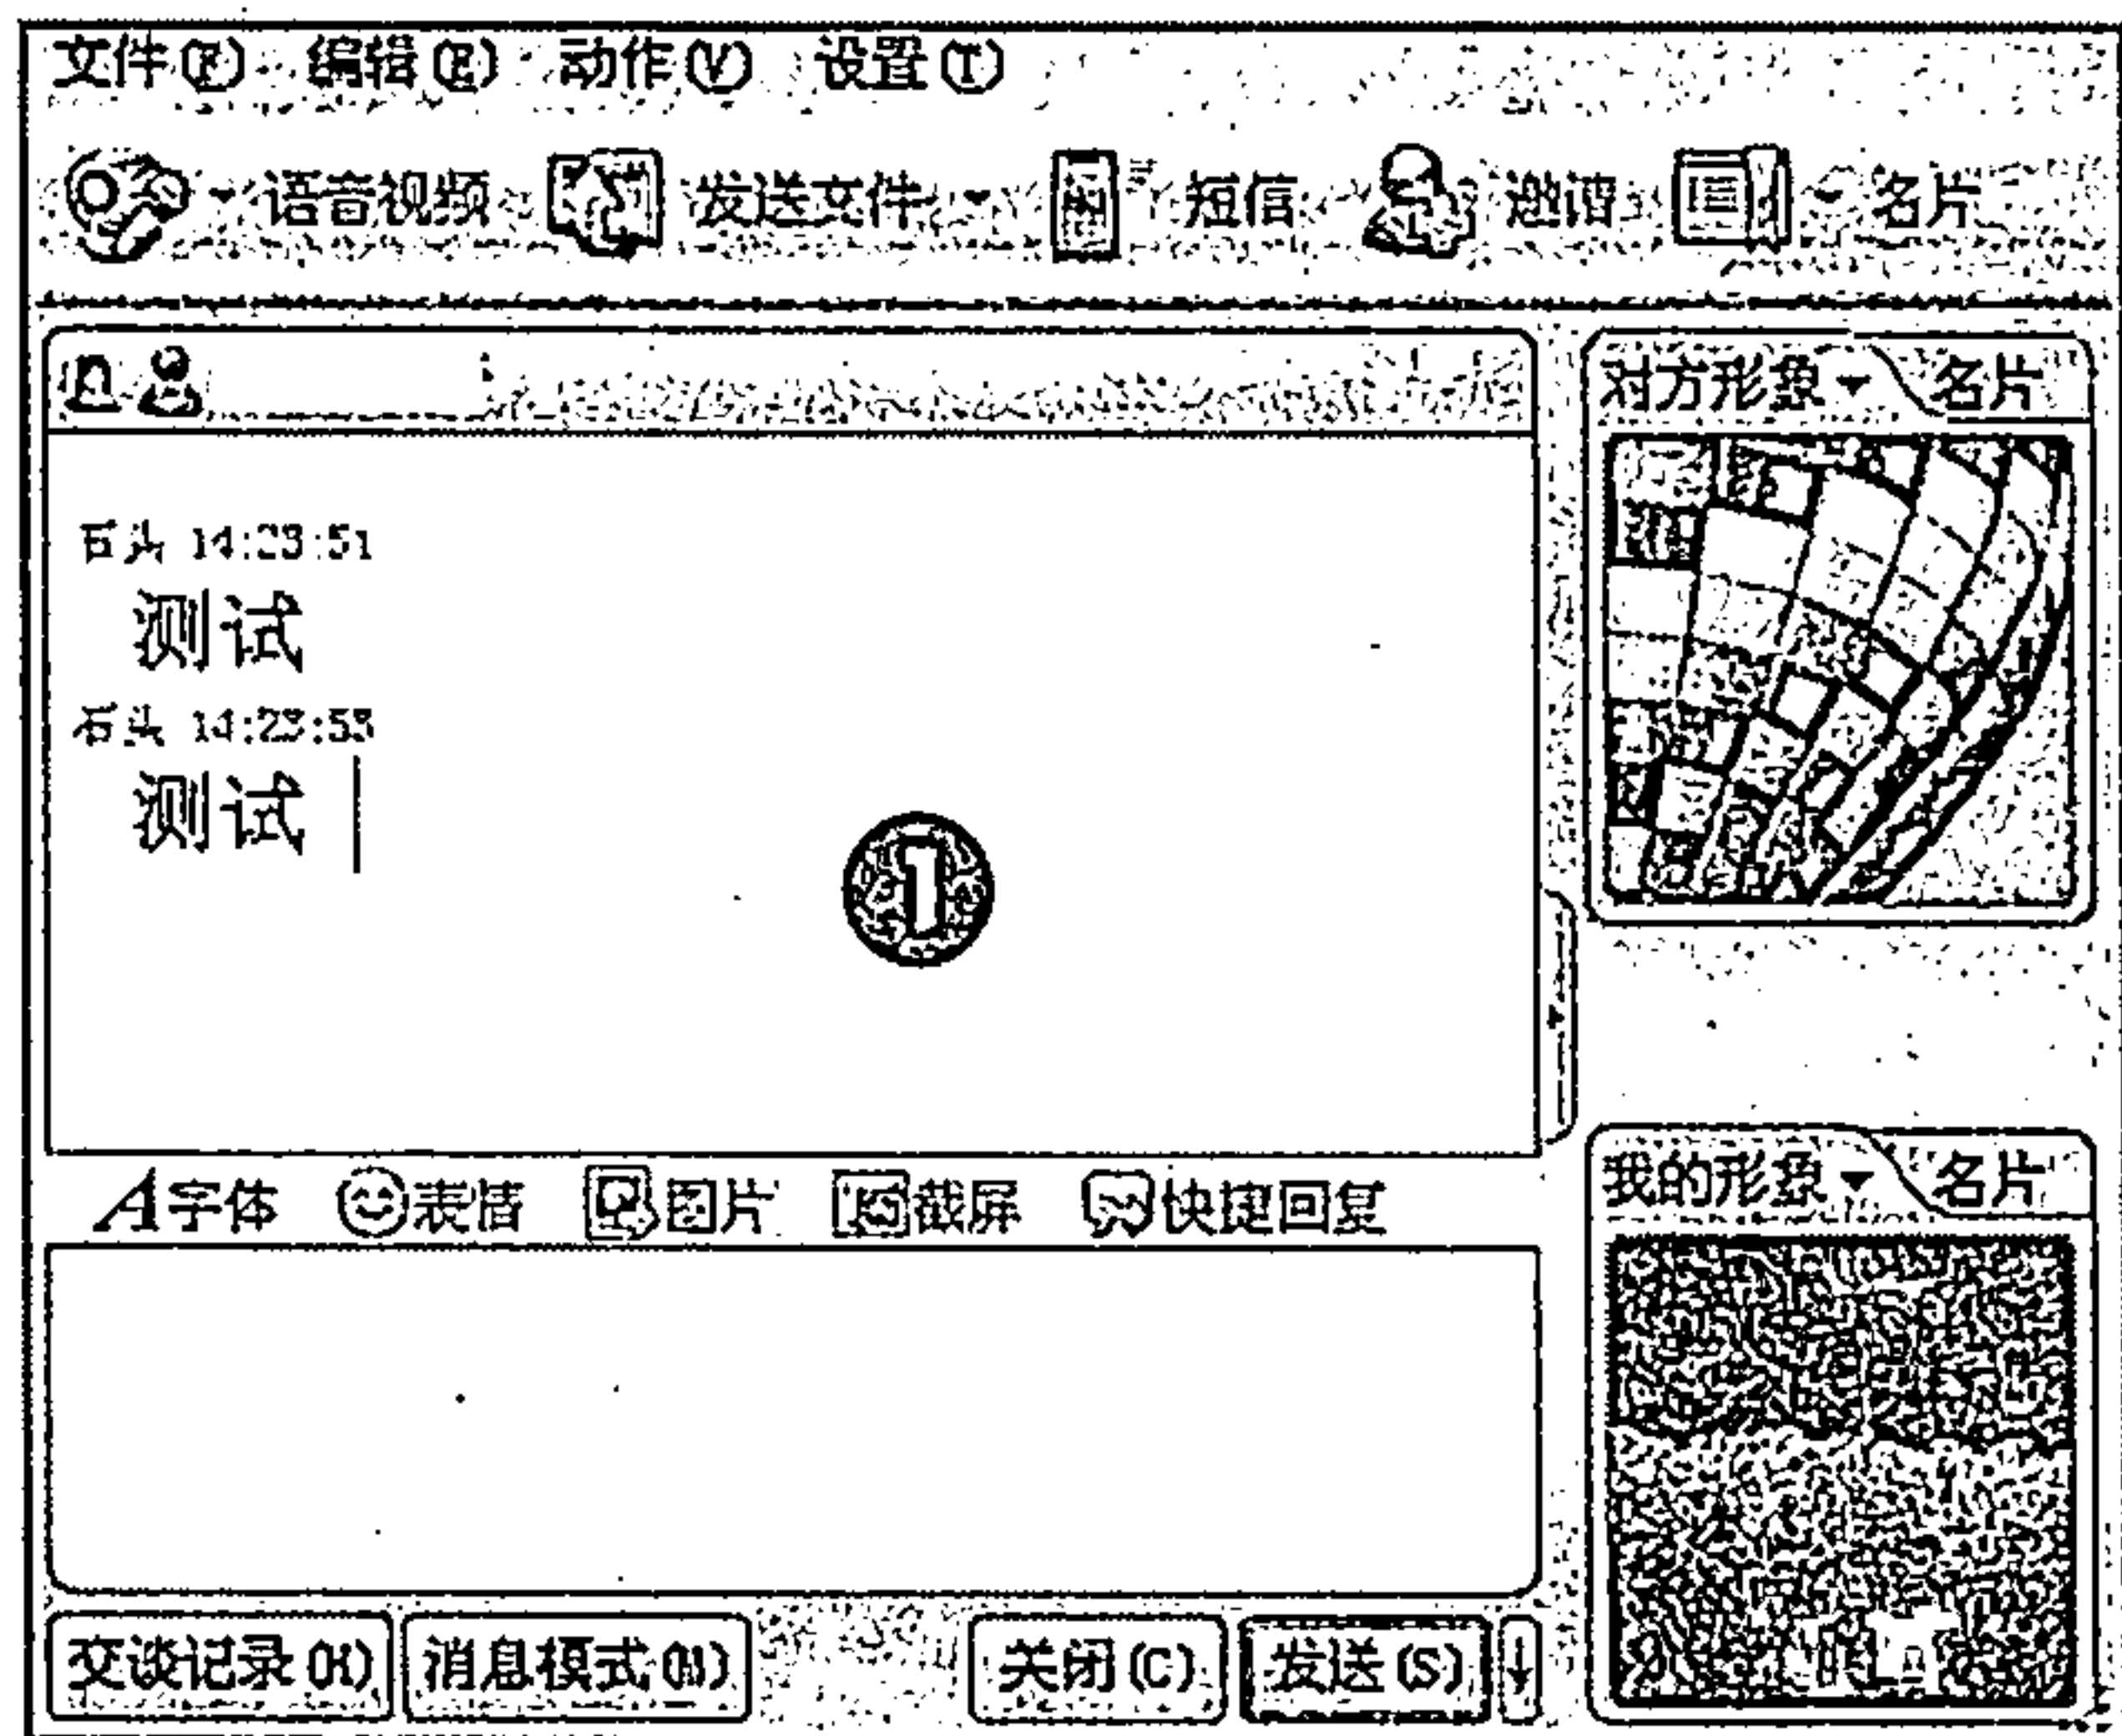 文件(F) 编辑(E) 动作(V) 设置(T)
语音视频 发送文件 短信 邀请 名片
对方形象 名片
石头 14:23:51
测试
石头 14:23:53
测试
1
A字体 表情 图片 截屏 快捷回复
我的形象 名片
交谈记录(H) 消息模式(M) 关闭(C) 发送(S)